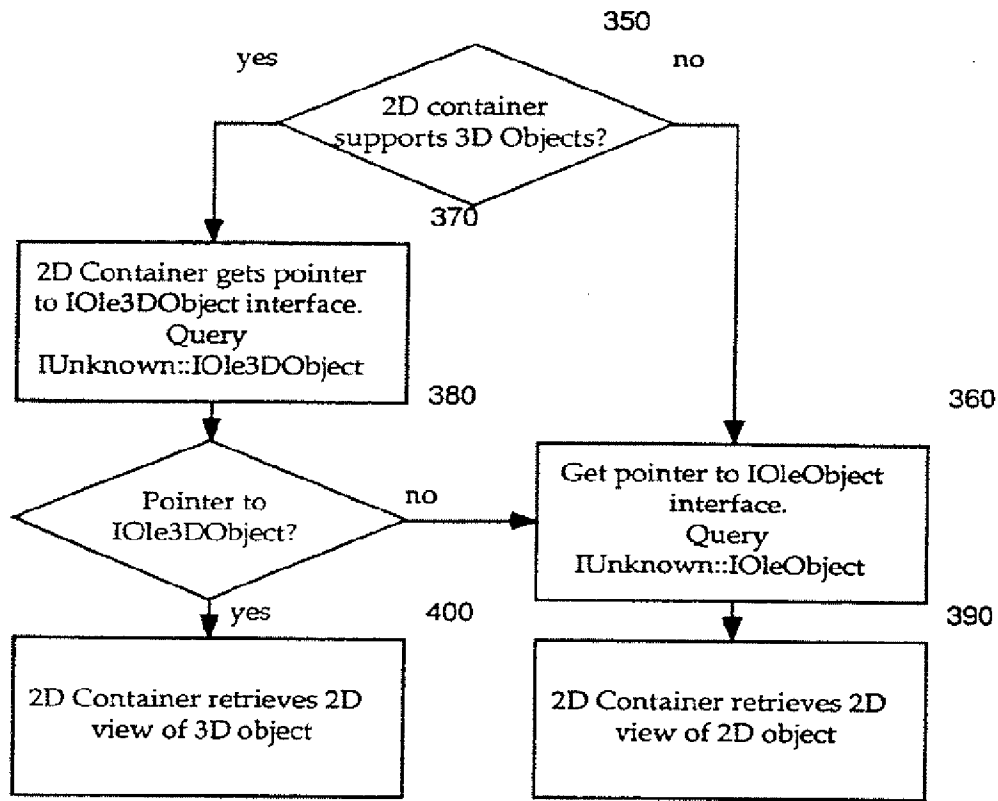 350
yes
no
2D container
supports 3D Objects?
370
2D Container gets pointer
to IOle3DObject interface.
Query
IUnknown::IOle3DObject
380
360
Pointer to
IOle3DObject?
no
Get pointer to IOleObject
interface.
Query
IUnknown::IOleObject
yes
400
390
2D Container retrieves 2D
view of 3D object
2D Container retrieves 2D
view of 2D object